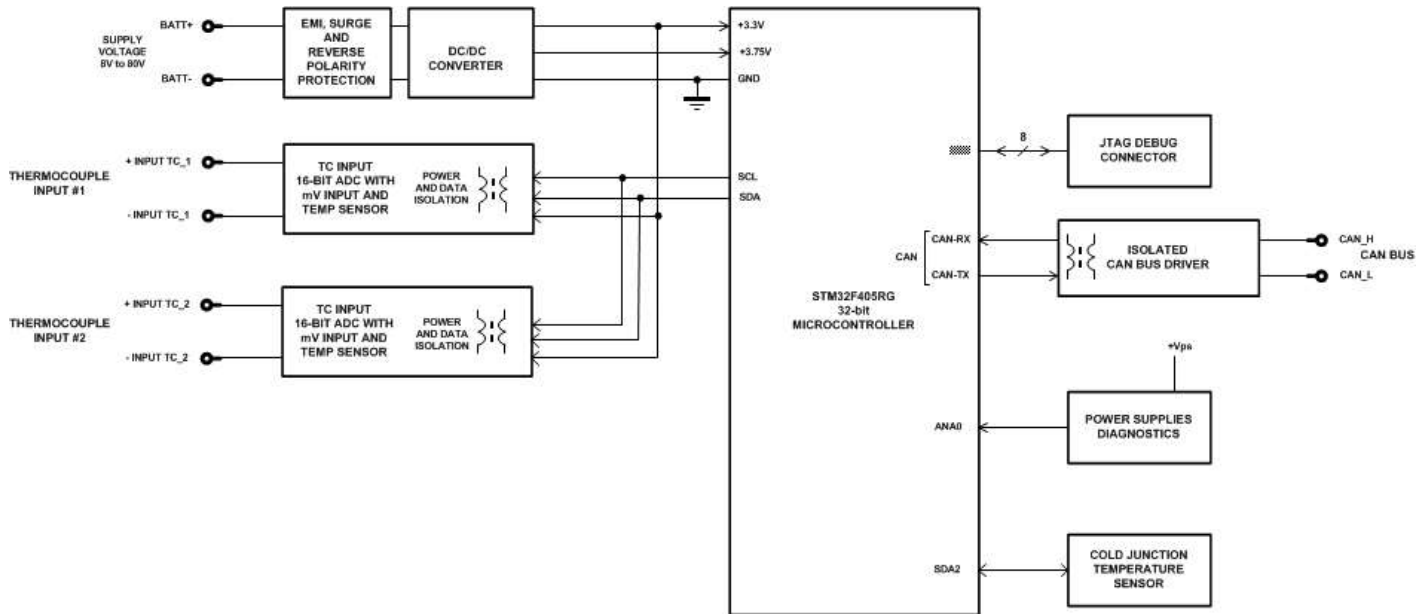 BATT+
SUPPLY
VOLTAGE
8V to 80V
BATT-
EMI, SURGE
AND
REVERSE
POLARITY
PROTECTION
DC/DC
CONVERTER
+3.3V
+3.75V
GND
THERMOCOUPLE
INPUT #1
+ INPUT TC_1
- INPUT TC_1
TC INPUT
16-BIT ADC WITH
mV INPUT AND
TEMP SENSOR
POWER
AND DATA
ISOLATION
SCL
SDA
THERMOCOUPLE
INPUT #2
+ INPUT TC_2
- INPUT TC_2
TC INPUT
16-BIT ADC WITH
mV INPUT AND
TEMP SENSOR
POWER
AND DATA
ISOLATION
STM32F405RG
32-bit
MICROCONTROLLER
8
JTAG DEBUG
CONNECTOR
CAN
CAN-RX
CAN-TX
ISOLATED
CAN BUS DRIVER
CAN_H
CAN BUS
CAN_L
+Vps
ANA0
POWER SUPPLIES
DIAGNOSTICS
SDA2
COLD JUNCTION
TEMPERATURE
SENSOR